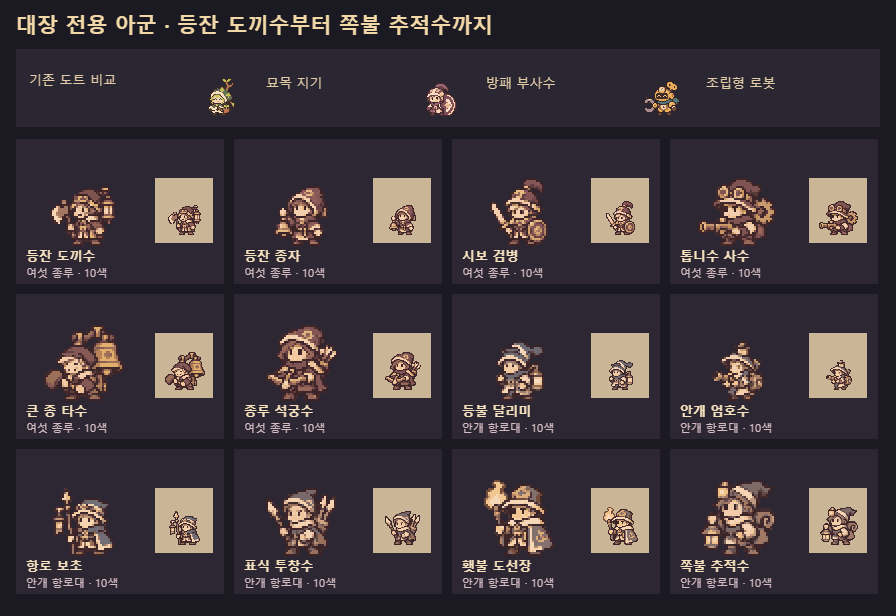 대장 전용 아군 · 등잔 도끼수부터 쪽불 추적수까지
기존 도트 비교
묘목 지기
방패 부사수
조립형 로봇
등잔 도끼수
여섯 종루 · 10색
등잔 종자
여섯 종루 · 10색
시보 검병
여섯 종루 · 10색
톱니수 사수
여섯 종루 · 10색
큰 종 타수
여섯 종루 · 10색
종루 석궁수
여섯 종루 · 10색
등불 달리미
안개 항로대 · 10색
안개 엄호수
안개 항로대 · 10색
항로 보초
안개 항로대 · 10색
표식 투창수
안개 항로대 · 10색
횃불 도선장
안개 항로대 · 10색
쪽불 추적수
안개 항로대 · 10색